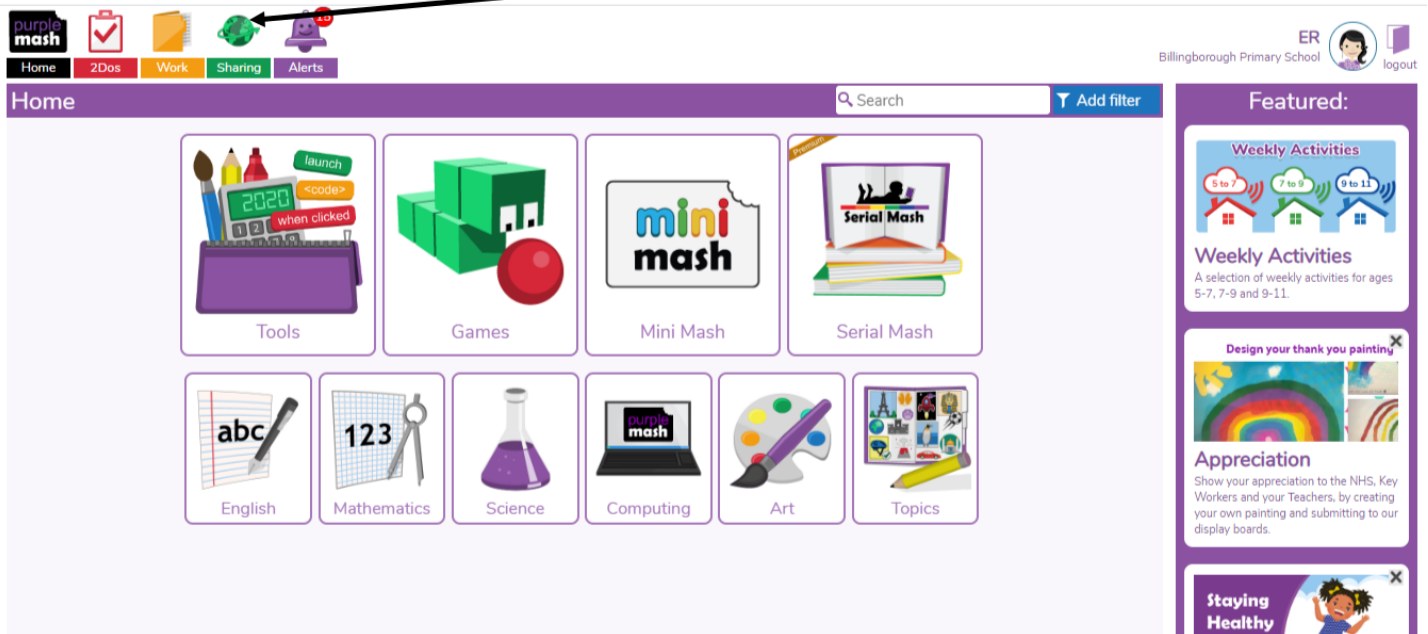 purple
mash
15
Home
2Dos
Work
Sharing
Alerts
ER
Billingborough Primary School
logout
Home
Search
Add filter
launch
<code>
2020
when clicked
1 2
Tools
Games
mini
mash
Mini Mash
Premium
Serial Mash
Serial Mash
abc
English
123
Mathematics
Science
purple
mash
Computing
Art
Topics
Featured:
Weekly Activities
5 to 7
7 to 9
9 to 11
Weekly Activities
A selection of weekly activities for ages
5-7, 7-9 and 9-11.
Design your thank you painting
Appreciation
Show your appreciation to the NHS, Key
Workers and your Teachers, by creating
your own painting and submitting to our
display boards.
Staying
Healthy